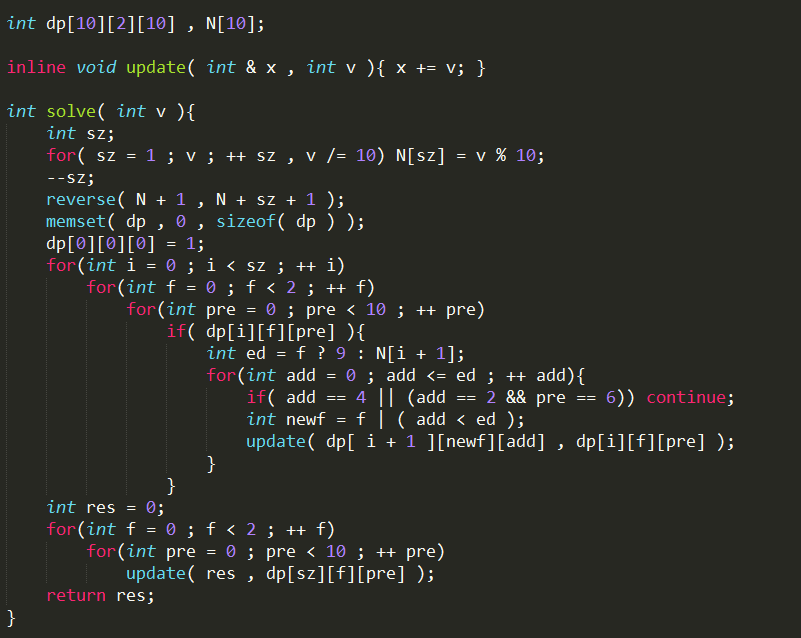 int dp[10][2][10] , N[10];
inline void update( int & x , int v ){ x += v; }
int solve( int v ){
    int sz;
    for( sz = 1 ; v ; ++ sz , v /= 10) N[sz] = v % 10;
    --sz;
    reverse( N + 1 , N + sz + 1 );
    memset( dp , 0 , sizeof( dp ) );
    dp[0][0][0] = 1;
    for(int i = 0 ; i < sz ; ++ i)
        for(int f = 0 ; f < 2 ; ++ f)
            for(int pre = 0 ; pre < 10 ; ++ pre)
                if( dp[i][f][pre] ){
                    int ed = f ? 9 : N[i + 1];
                    for(int add = 0 ; add <= ed ; ++ add){
                        if( add == 4 || (add == 2 && pre == 6)) continue;
                        int newf = f | ( add < ed );
                        update( dp[ i + 1 ][newf][add] , dp[i][f][pre] );
                    }
                }
    int res = 0;
    for(int f = 0 ; f < 2 ; ++ f)
        for(int pre = 0 ; pre < 10 ; ++ pre)
            update( res , dp[sz][f][pre] );
    return res;
}